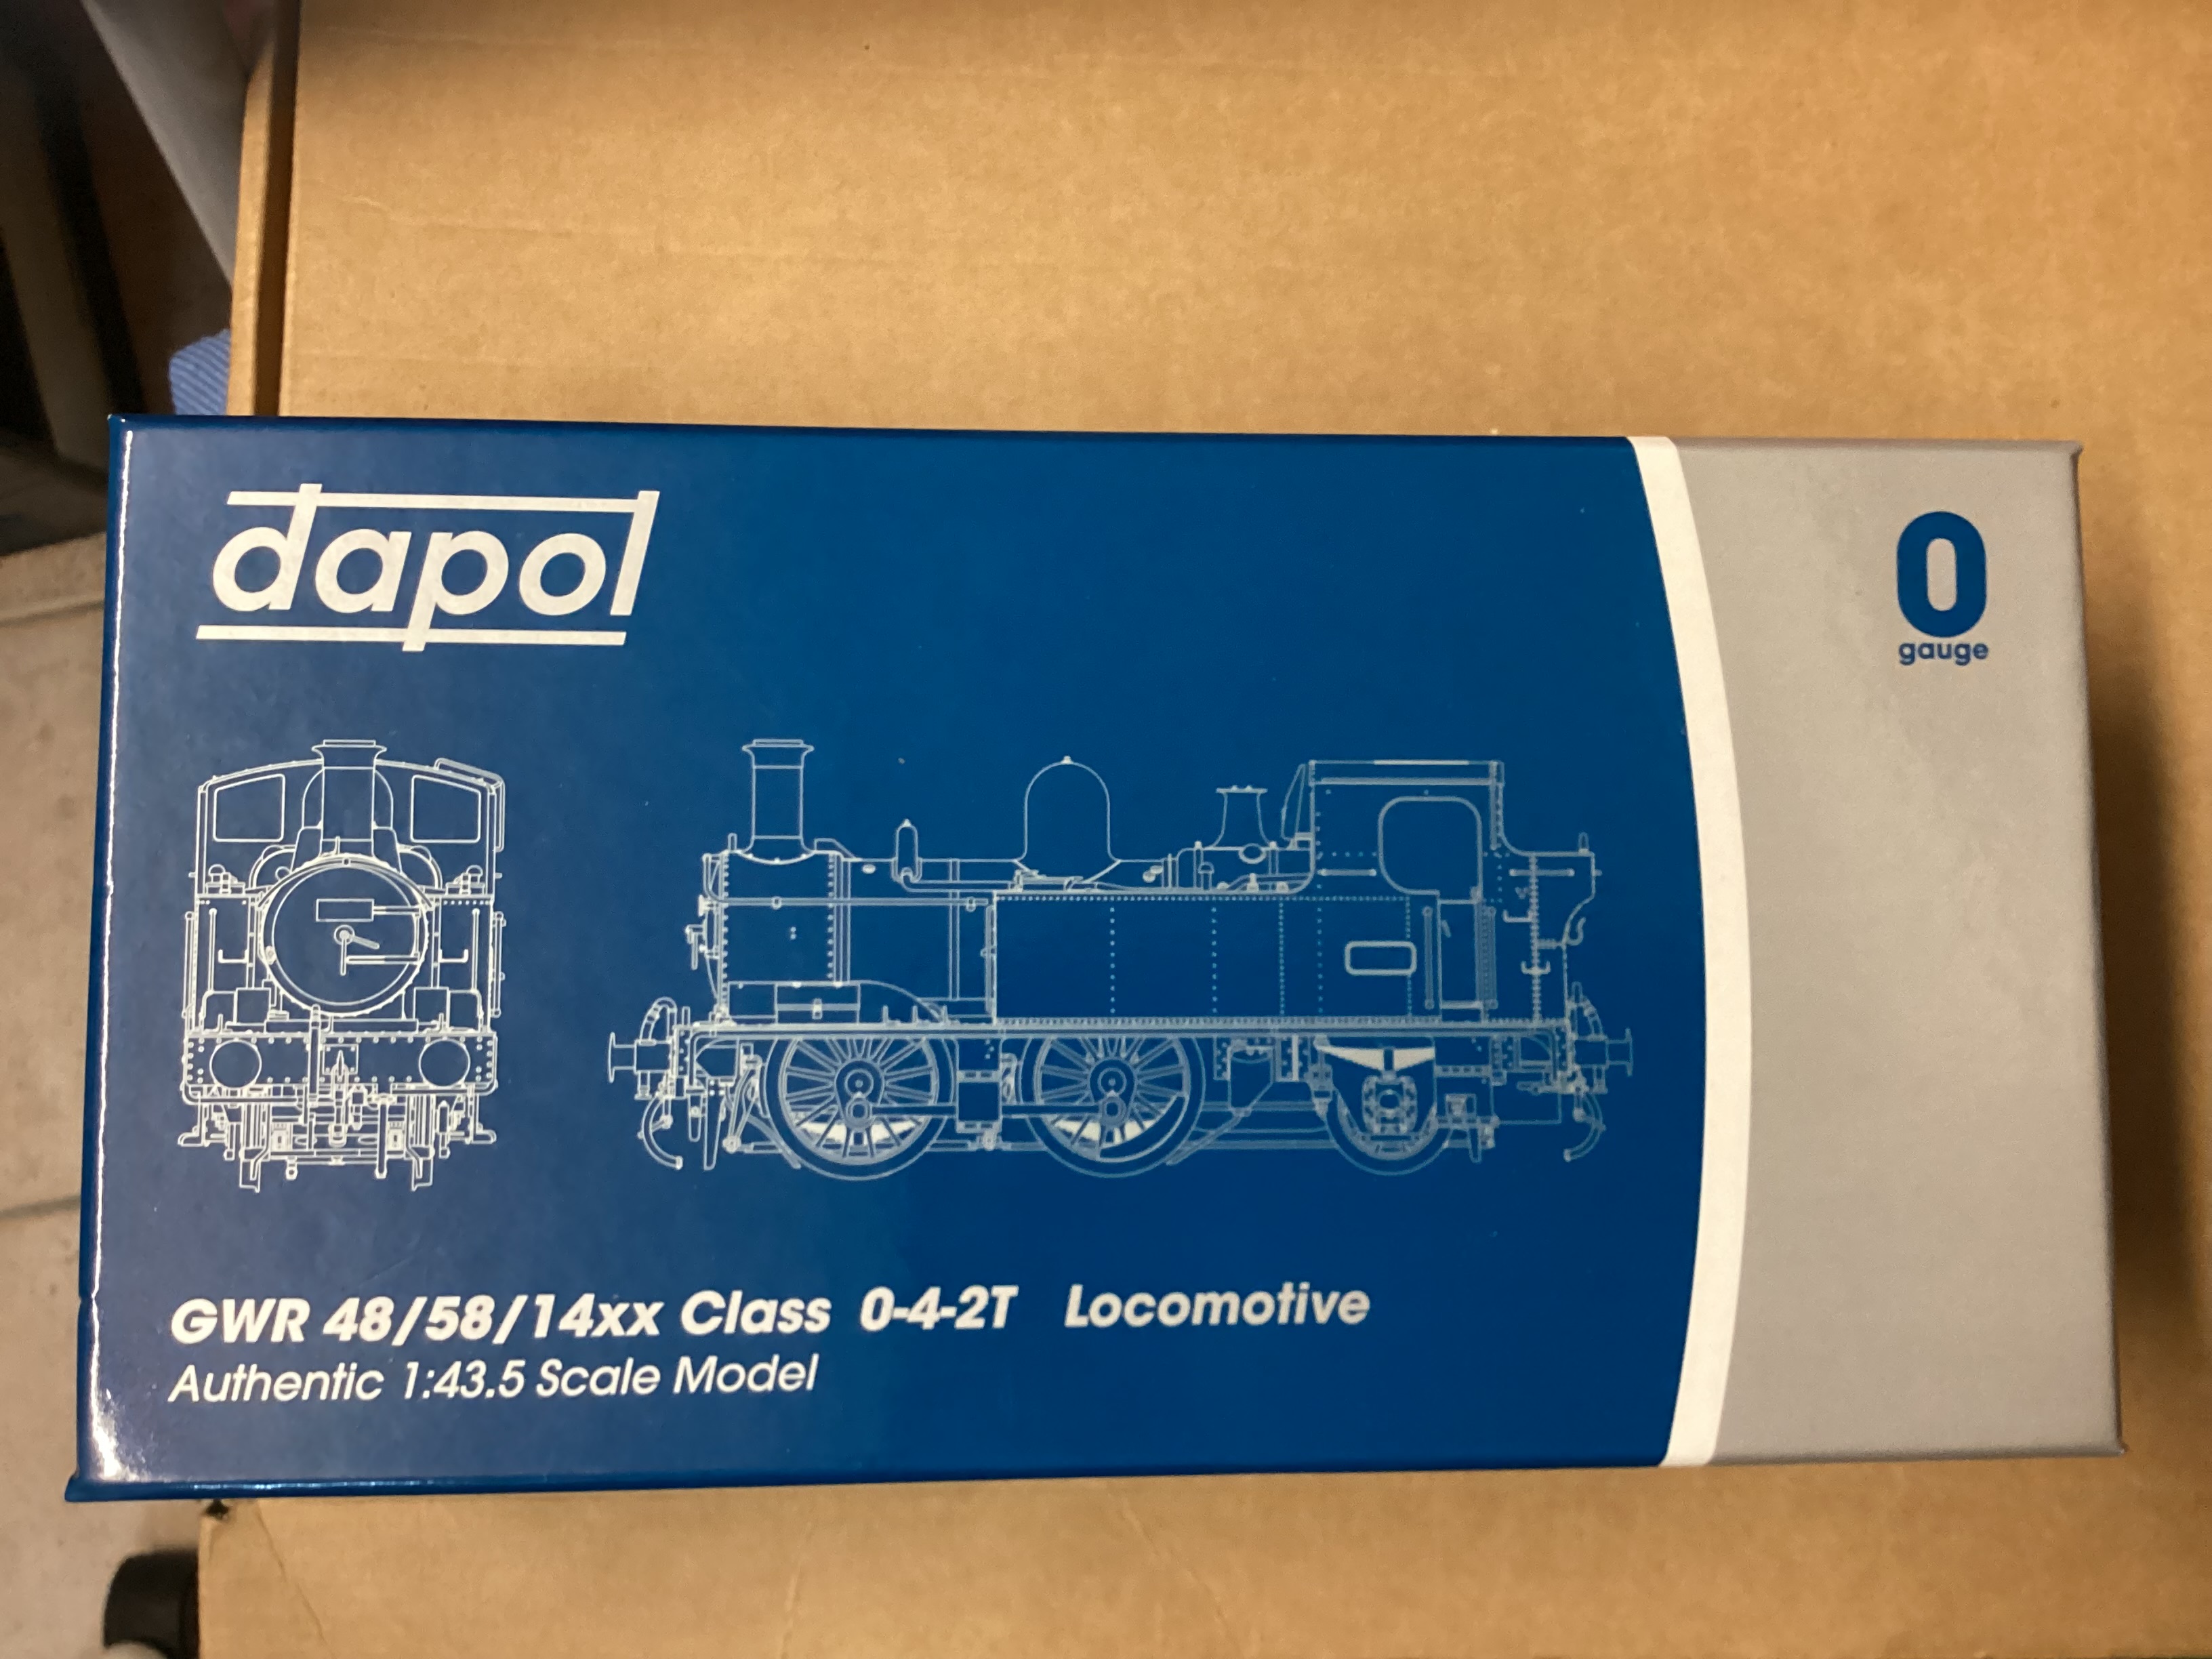 dapol
0
gauge
GWR 48/58/14xx Class 0-4-2T Locomotive
Authentic 1:43.5 Scale Model